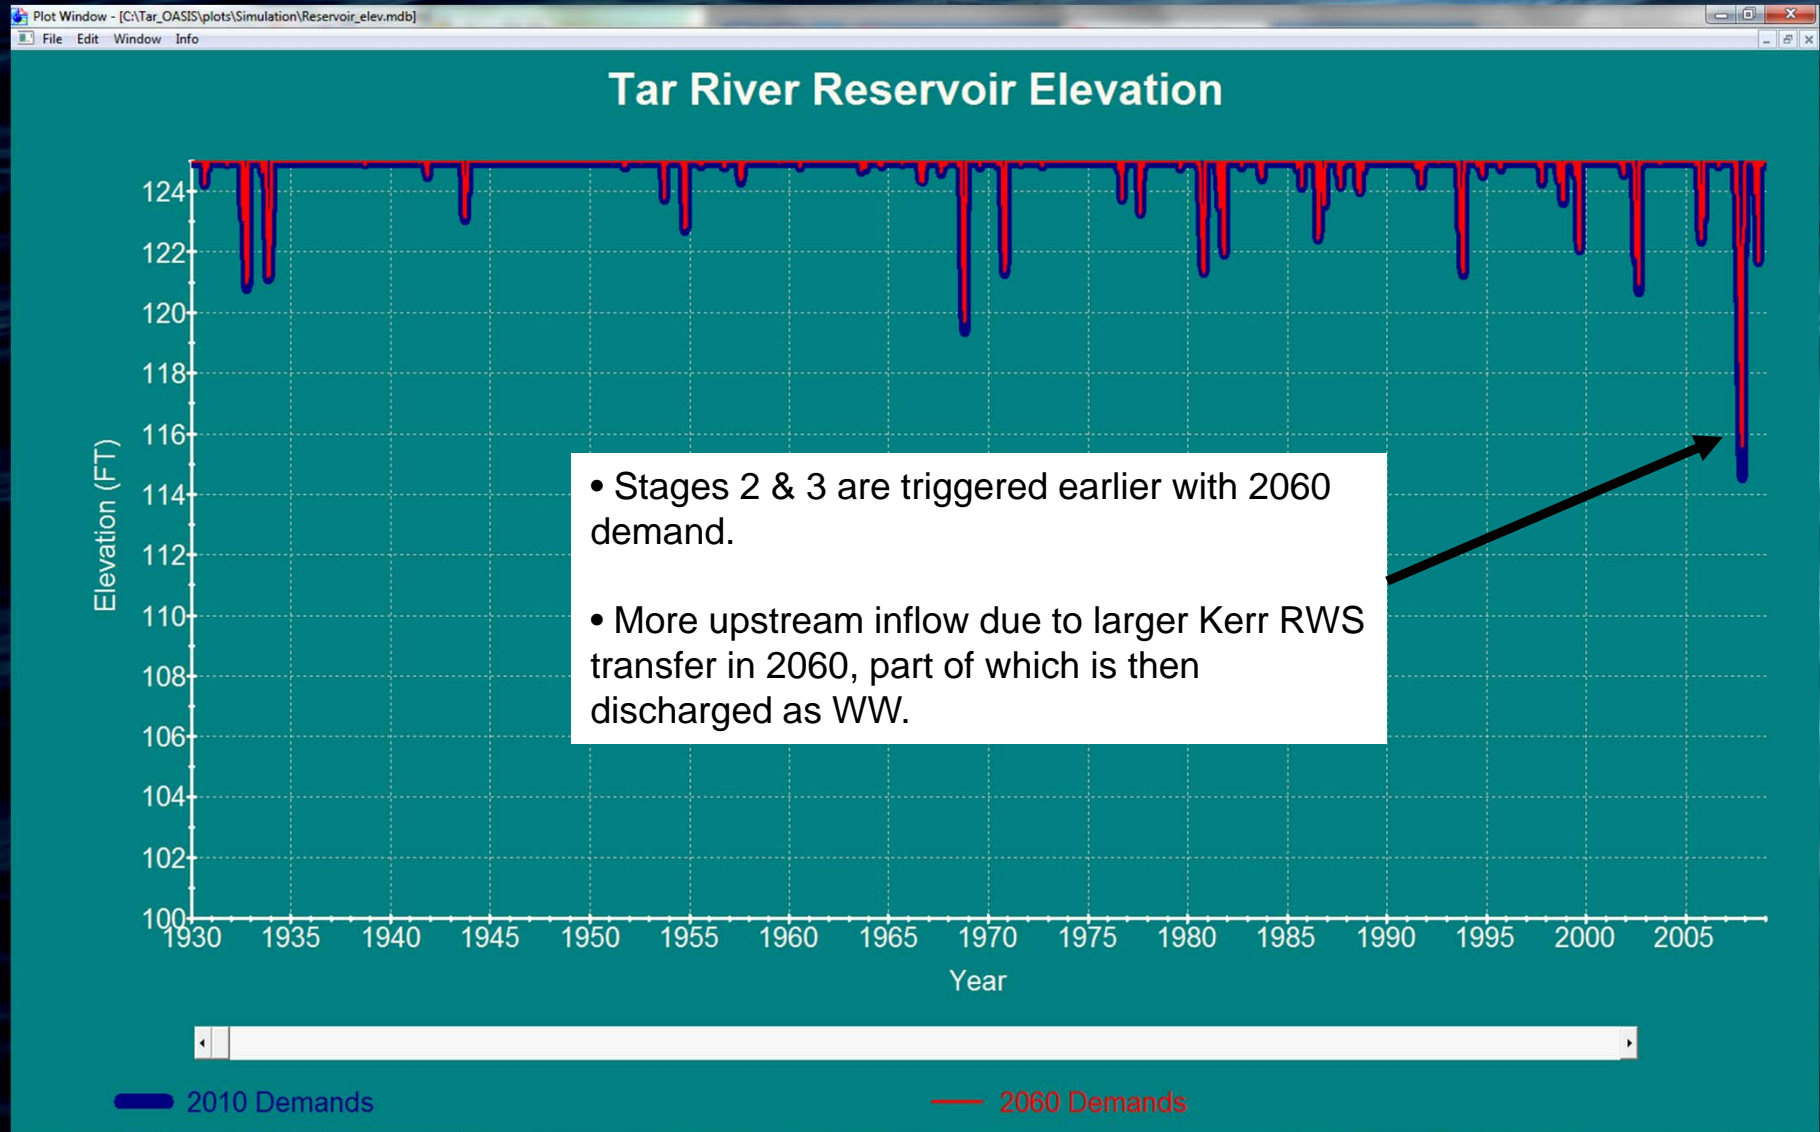 Plot Window - [C:\Tar_OASIS\plots\Simulation\Reservoir_elev.mdb]
File Edit Window Info
Tar River Reservoir Elevation
Elevation (FT)
124
122
120
118
116
114
112
110
108
106
104
102
100
• Stages 2 & 3 are triggered earlier with 2060
demand.
• More upstream inflow due to larger Kerr RWS
transfer in 2060, part of which is then
discharged as WW.
1930 1935 1940 1945 1950 1955 1960 1965 1970 1975 1980 1985 1990 1995 2000 2005
Year
2010 Demands
2060 Demands